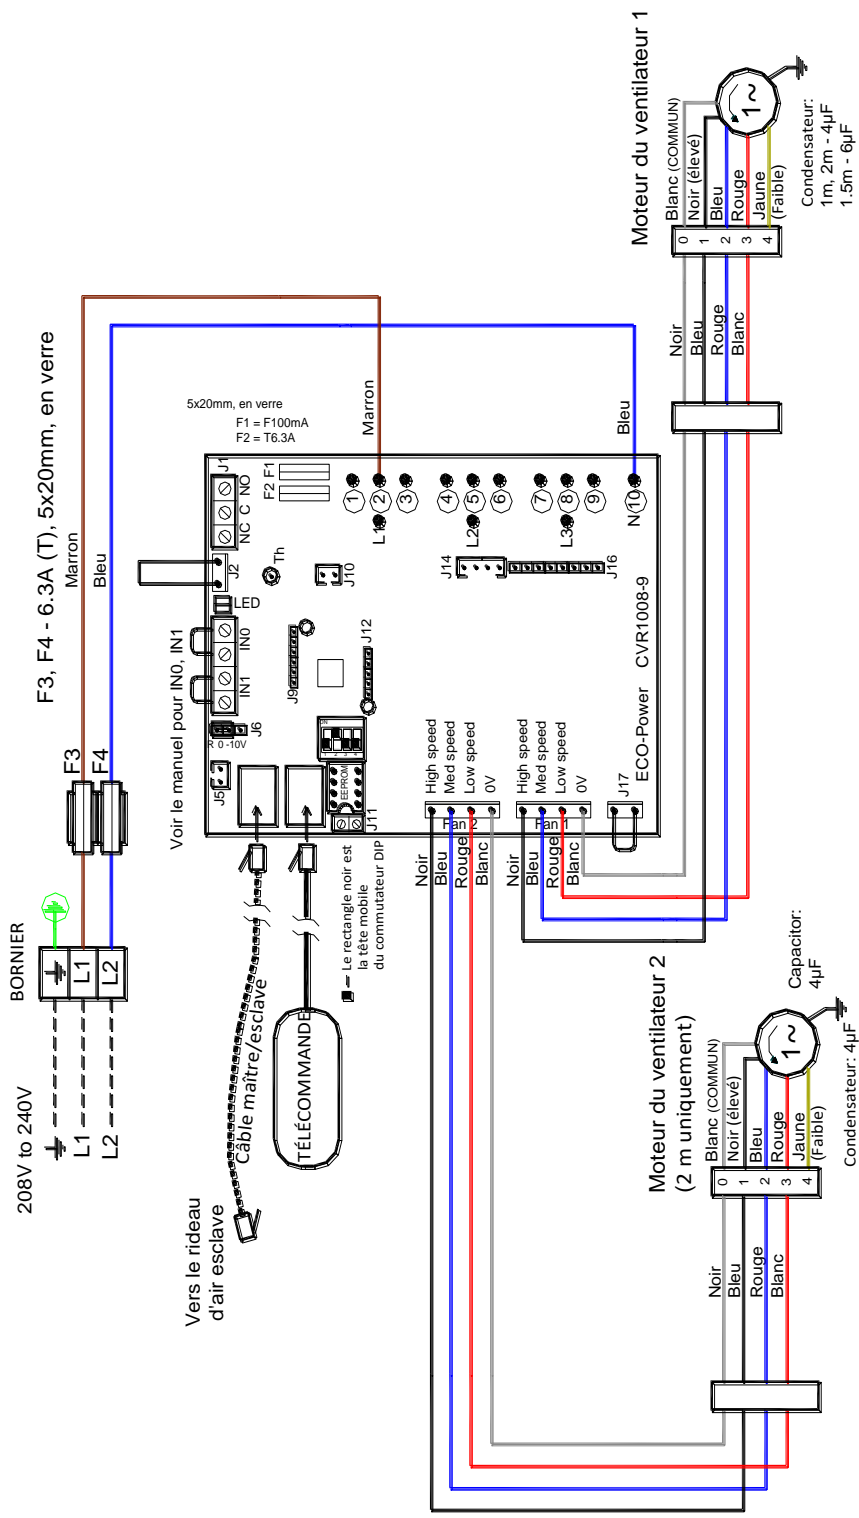 208V to 240V
L1
L2
BORNIER
L1
L2
F3
F4
F3, F4 - 6.3A (T), 5x20mm, en verre
Marron
Bleu
Vers le rideau
d'air esclave
Câble maître/esclave
TÉLÉCOMMANDE
Le rectangle noir est
la tête mobile
du commutateur DIP
Voir le manuel pour IN0, IN1
5x20mm, en verre
F1 = F100mA
F2 = T6.3A
Marron
Bleu
J5
R 0 -10V
J6
IN1
IN0
LED
J2
NC C NO
J1
F2 F1
Th
J10
J9
J12
ON
1 2 3 4
EEPROM
J11
1
2
3
L1
4
5
6
L2
7
8
9
L3
N
10
J14
J16
High speed
Med speed
Low speed
0V
Fan 2
High speed
Med speed
Low speed
0V
Fan 1
J17
ECO-Power CVR1008-9
Noir
Bleu
Rouge
Blanc
Noir
Bleu
Rouge
Blanc
Moteur du ventilateur 1
Noir
Bleu
Rouge
Blanc
0
1
2
3
4
Blanc (COMMUN)
Noir (élevé)
Bleu
Rouge
Jaune
(Faible)
1~
Condensateur:
1m, 2m - 4µF
1.5m - 6µF
Moteur du ventilateur 2
(2 m uniquement)
Noir
Bleu
Rouge
Blanc
0
1
2
3
4
Blanc (COMMUN)
Noir (élevé)
Bleu
Rouge
Jaune
(Faible)
1~
Capacitor:
4µF
Condensateur: 4µF